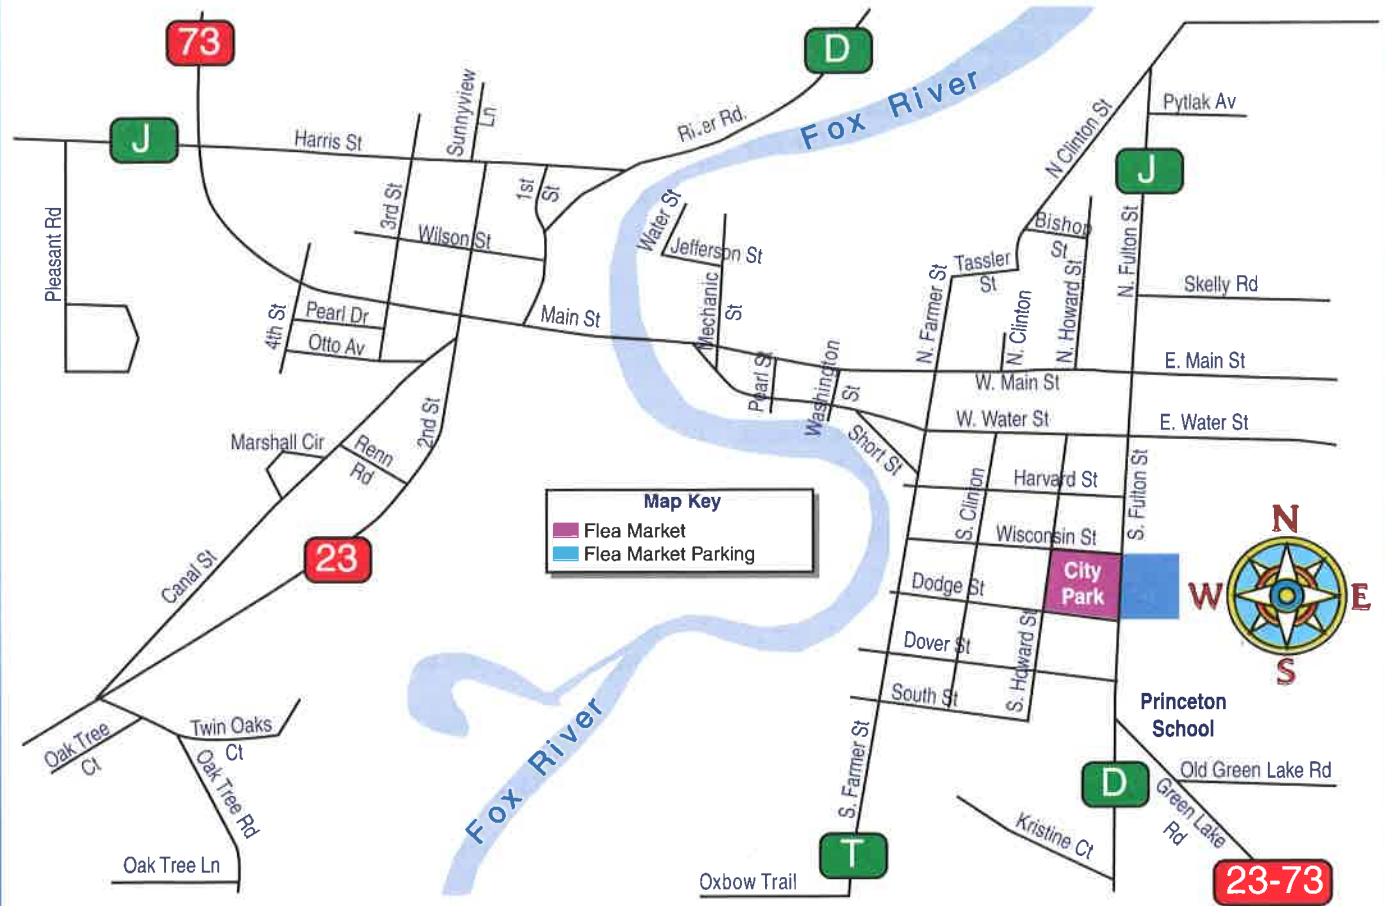 73
D
J
Harris St
Sunnyview
Ln
River Rd.
Fox River
N Clinton St
Pytlak Av
J
Pleasant Rd
3rd St
1st
St
Wilson St
Water St
Jefferson St
Mechanic
St
Bishop
St
Tassler
St
N. Farmer St
N. Clinton
N. Howard St
N. Fulton St
Skelly Rd
4th St
Pearl Dr
Otto Av
Main St
Pearl St
Washington
St
W. Main St
E. Main St
W. Water St
E. Water St
Short St
Marshall Cir
Renn
Rd
2nd St
Canal St
23
Map Key
Flea Market
Flea Market Parking
Harvard St
S. Clinton
S. Fulton St
Wisconsin St
City
Park
Dodge St
Dover St
S. Howard St
South St
N
W
E
S
Princeton
School
Oak Tree
Ct
Twin Oaks
Ct
Oak Tree Rd
Oak Tree Ln
Fox River
S. Farmer St
T
Oxbow Trail
Kristine Ct
D
Old Green Lake Rd
Green Lake
Rd
23-73